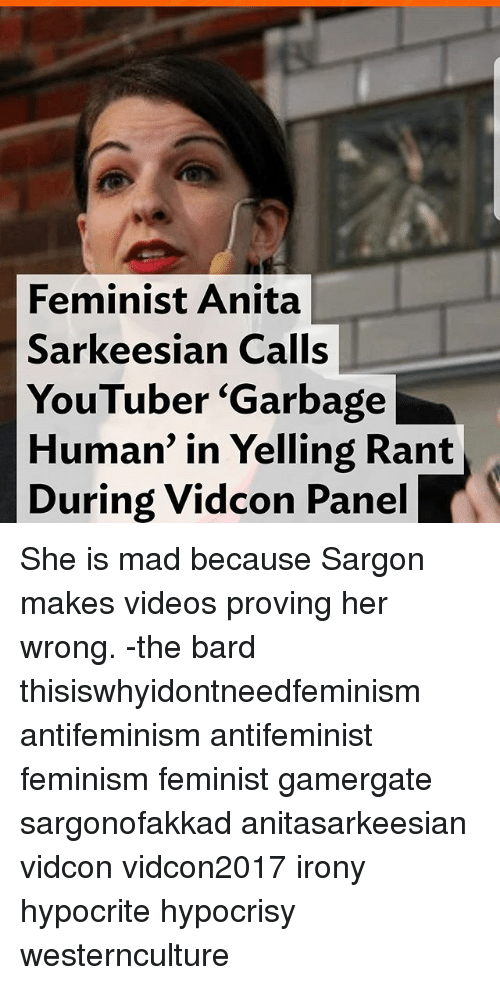 Feminist Anita
Sarkeesian Calls
YouTuber ‘Garbage
Human’ in Yelling Rant
During Vidcon Panel
She is mad because Sargon
makes videos proving her
wrong. -the bard
thisiswhyidontneedfeminism
antifeminism antifeminist
feminism feminist gamergate
sargonofakkad anitasarkeesian
vidcon vidcon2017 irony
hypocrite hypocrisy
westernculture